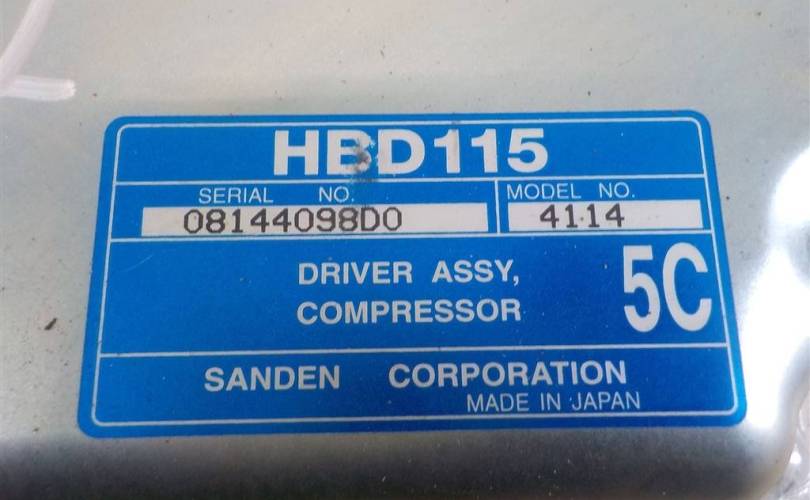 HBD115
SERIAL NO.
08144098D0
MODEL NO.
4114
DRIVER ASSY,
COMPRESSOR
5C
SANDEN CORPORATION
MADE IN JAPAN